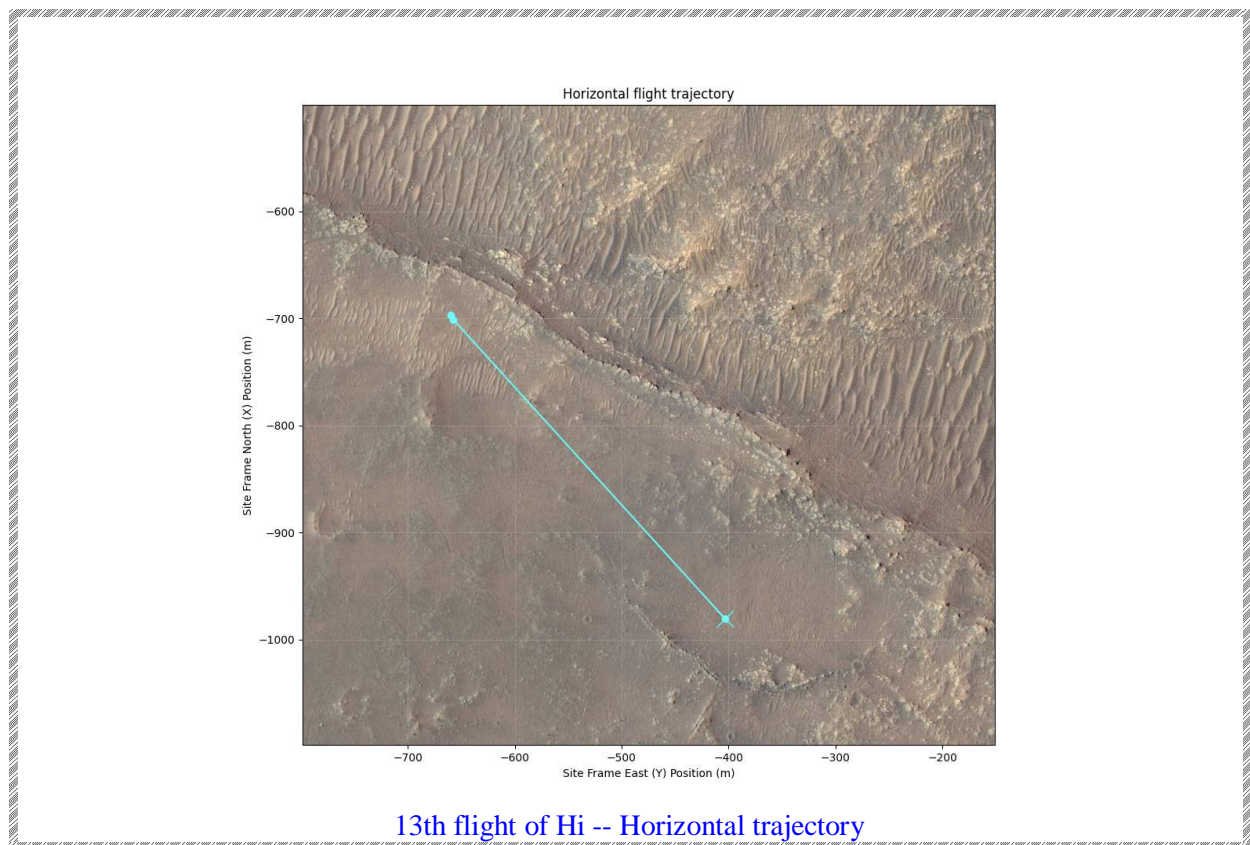 Horizontal flight trajectory
−600
−700
−800
−900
−1000
Site Frame North (X) Position (m)
−700
−600
−500
−400
−300
−200
Site Frame East (Y) Position (m)
13th flight of Hi -- Horizontal trajectory